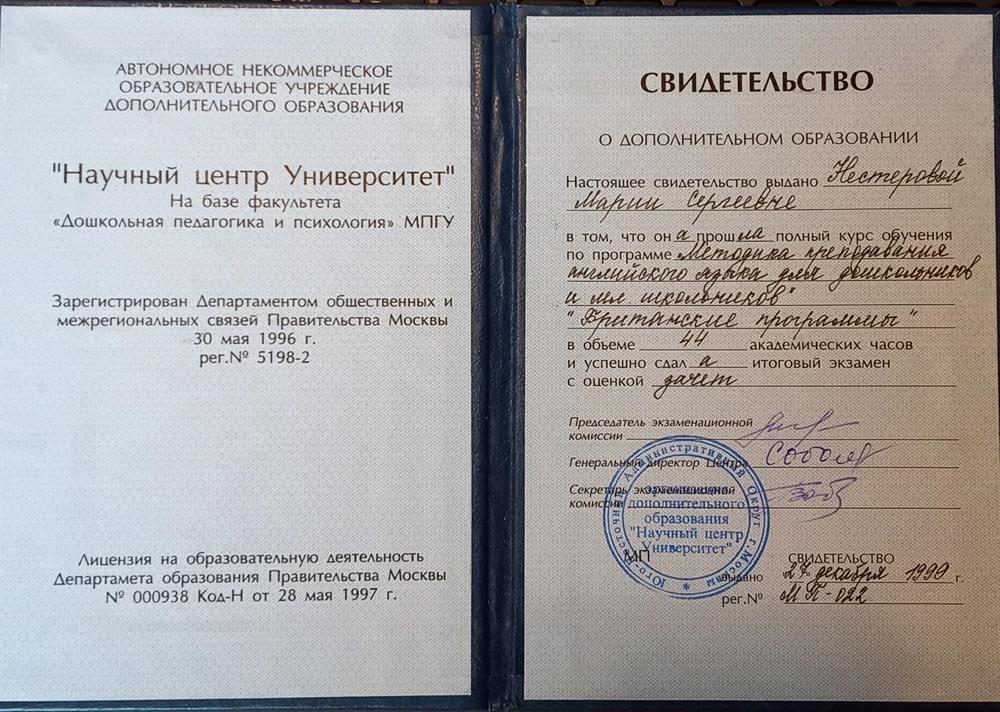 АВТОНОМНОЕ НЕКОММЕРЧЕСКОЕ
ОБРАЗОВАТЕЛЬНОЕ УЧРЕЖДЕНИЕ
ДОПОЛНИТЕЛЬНОГО ОБРАЗОВАНИЯ
"Научный центр Университет"
На базе факультета
«Дошкольная педагогика и психология» МПГУ
Зарегистрирован Департаментом общественных и
межрегиональных связей Правительства Москвы
30 мая 1996 г.
рег.№ 5198-2
Лицензия на образовательную деятельность
Департамета образования Правительства Москвы
№ 000938 Код-Н от 28 мая 1997 г.
СВИДЕТЕЛЬСТВО
О ДОПОЛНИТЕЛЬНОМ ОБРАЗОВАНИИ
Настоящее свидетельство выдано Нестеровой
Марии Сергеевне
в том, что она прошла полный курс обучения
по программе "Методика преподавания
английского языка для дошкольников
и мл. школьников"
"Британские программы"
в объеме 44 академических часов
и успешно сдала итоговый экзамен
с оценкой зачет
Председатель экзаменационной
комиссии
Генеральный директор Центра
Секретарь экзаменационной
комиссии
Юго-Восточный Административный Округ г. Москвы
дополнительного
образования
"Научный центр
Университет"
МП
СВИДЕТЕЛЬСТВО
выдано 27 декабря 1999 г.
рег.№ МП-022